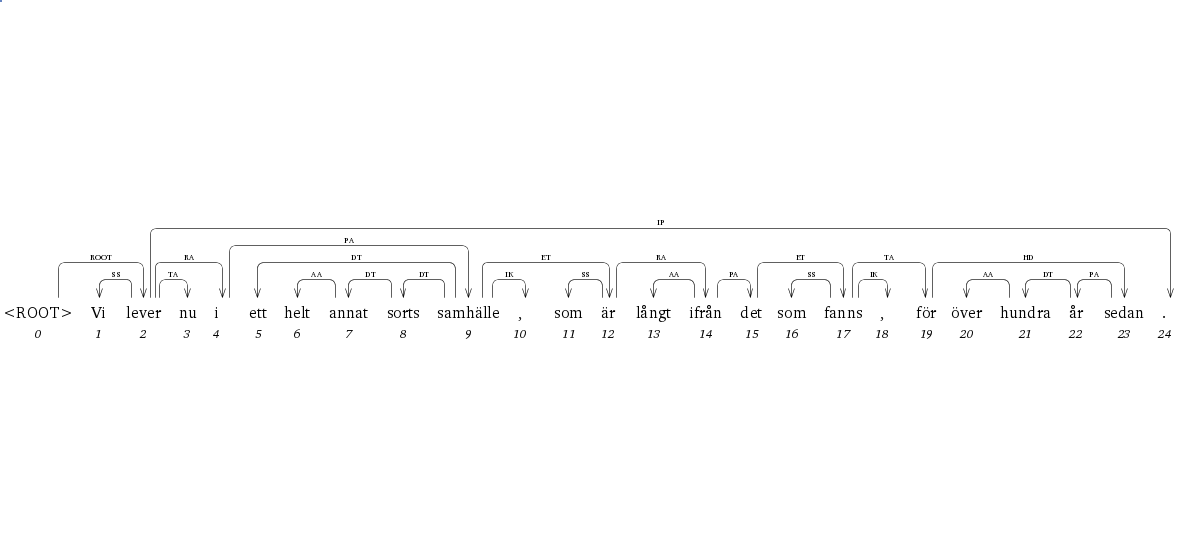 IP
PA
ROOT RA DT ET RA ET TA HD
SS TA AA DT DT IK SS AA PA SS IK AA DT PA
<ROOT> Vi lever nu i ett helt annat sorts samhälle , som är långt ifrån det som fanns , för över hundra år sedan .
0 1 2 3 4 5 6 7 8 9 10 11 12 13 14 15 16 17 18 19 20 21 22 23 24